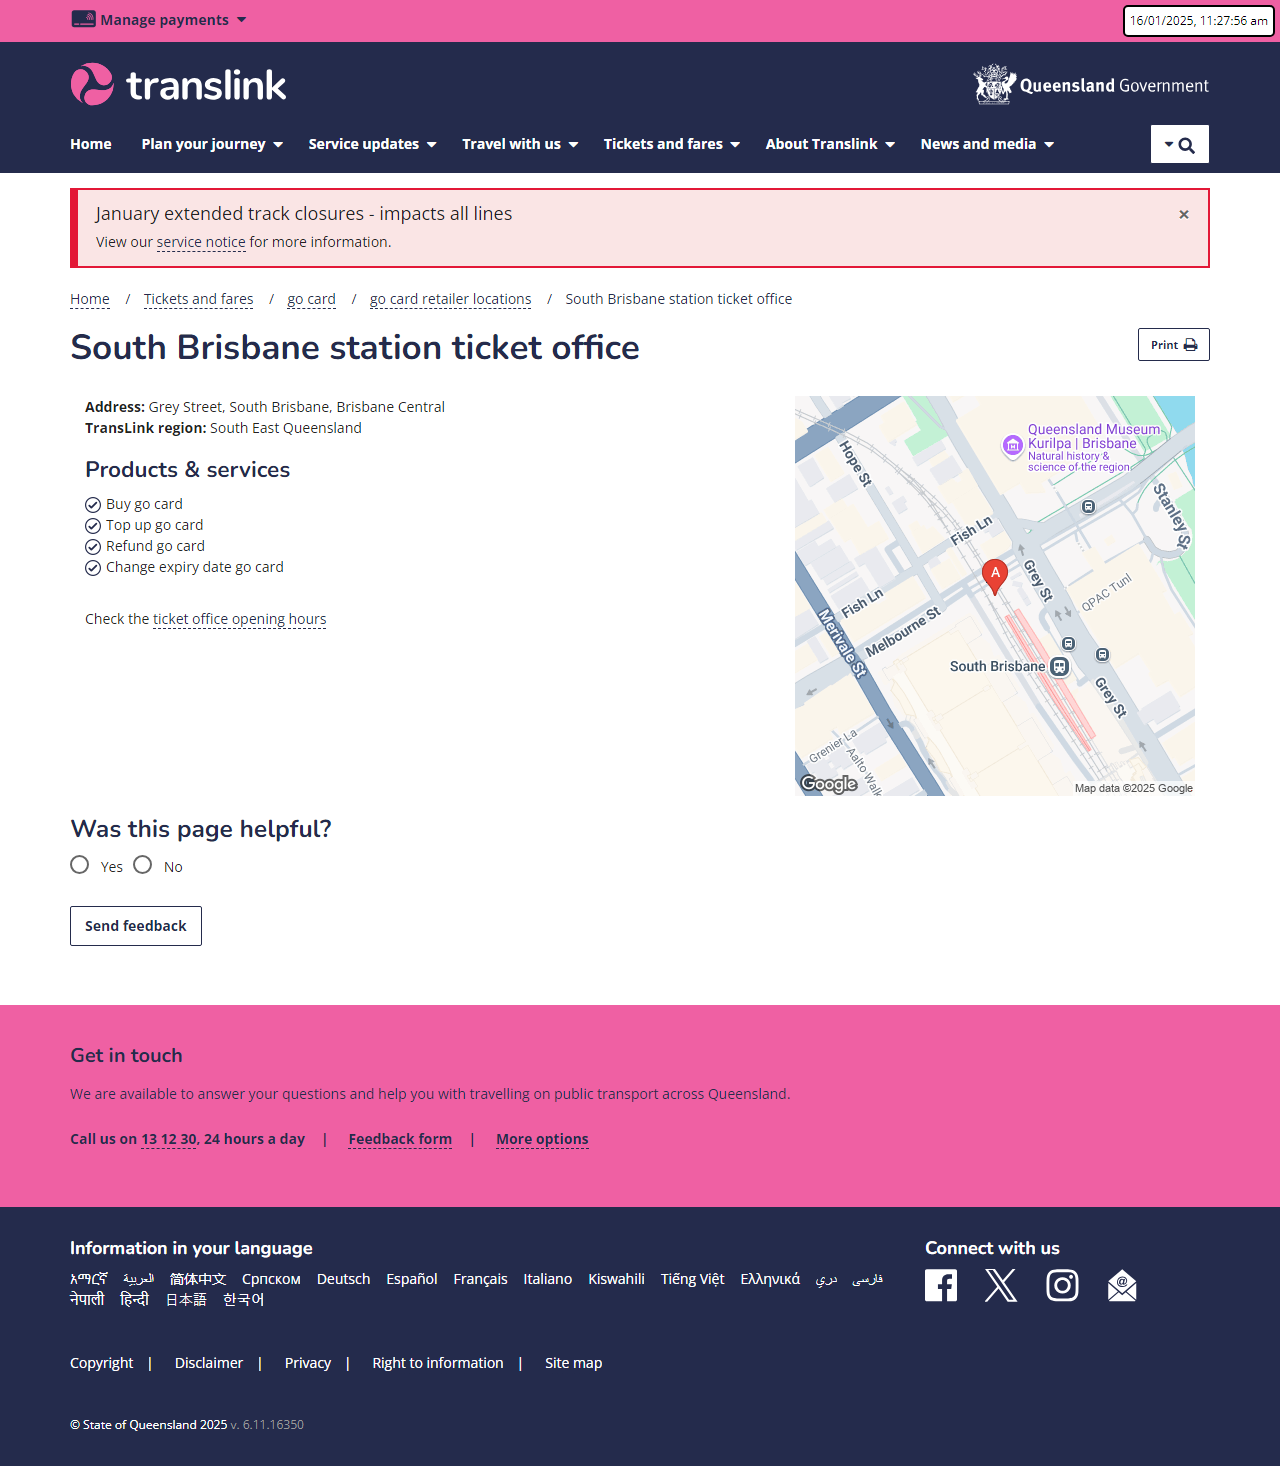 Manage payments
16/01/2025, 11:27:56 am
translink
Queensland Government
Home Plan your journey Service updates Travel with us Tickets and fares About Translink News and media
January extended track closures - impacts all lines
×
View our service notice for more information.
Home / Tickets and fares / go card / go card retailer locations / South Brisbane station ticket office
South Brisbane station ticket office
Print
Address: Grey Street, South Brisbane, Brisbane Central
TransLink region: South East Queensland
Products & services
Buy go card
Top up go card
Refund go card
Change expiry date go card
Check the ticket office opening hours
Queensland Museum
Kurilpa | Brisbane
Natural history &
science of the region
Hope St
Stanley St
Fish Ln
A
Grey St
QPAC Tunl
Fish Ln
Melbourne St
Merivale St
South Brisbane
Grey St
Grenier La
Aalto Walk
Google
Map data ©2025 Google
Was this page helpful?
Yes No
Send feedback
Get in touch
We are available to answer your questions and help you with travelling on public transport across Queensland.
Call us on 13 12 30, 24 hours a day | Feedback form | More options
Information in your language
Connect with us
አማርኛ العربية 簡体中文 Српском Deutsch Español Français Italiano Kiswahili Tiếng Việt Ελληνικά دري فارسی
नेपाली हिन्दी 日本語 한국어
Copyright | Disclaimer | Privacy | Right to information | Site map
© State of Queensland 2025 v. 6.11.16350